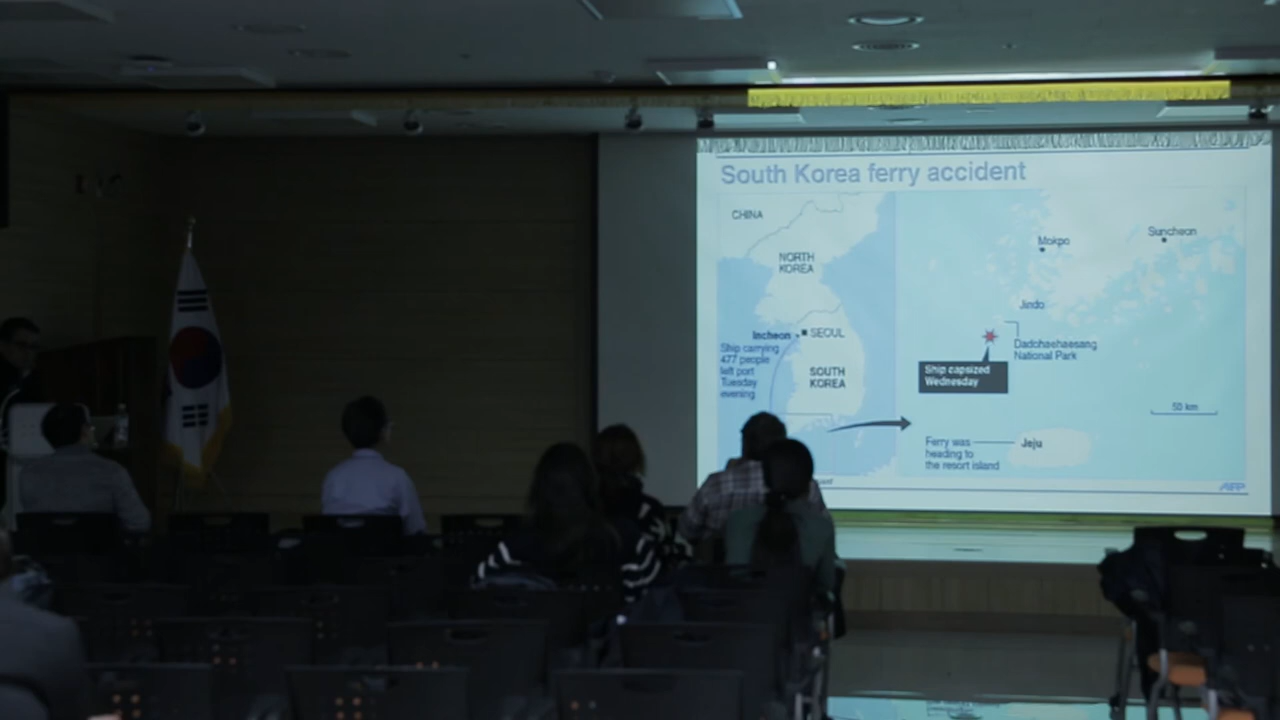 South Korea ferry accident
CHINA
NORTH
KOREA
Incheon
SEOUL
Ship carrying
477 people
left port
Tuesday
evening
SOUTH
KOREA
Mokpo
Suncheon
Jindo
Dadohaehaesang
National Park
Ship capsized
Wednesday
50 km
Ferry was
heading to
the resort island
Jeju
AFP